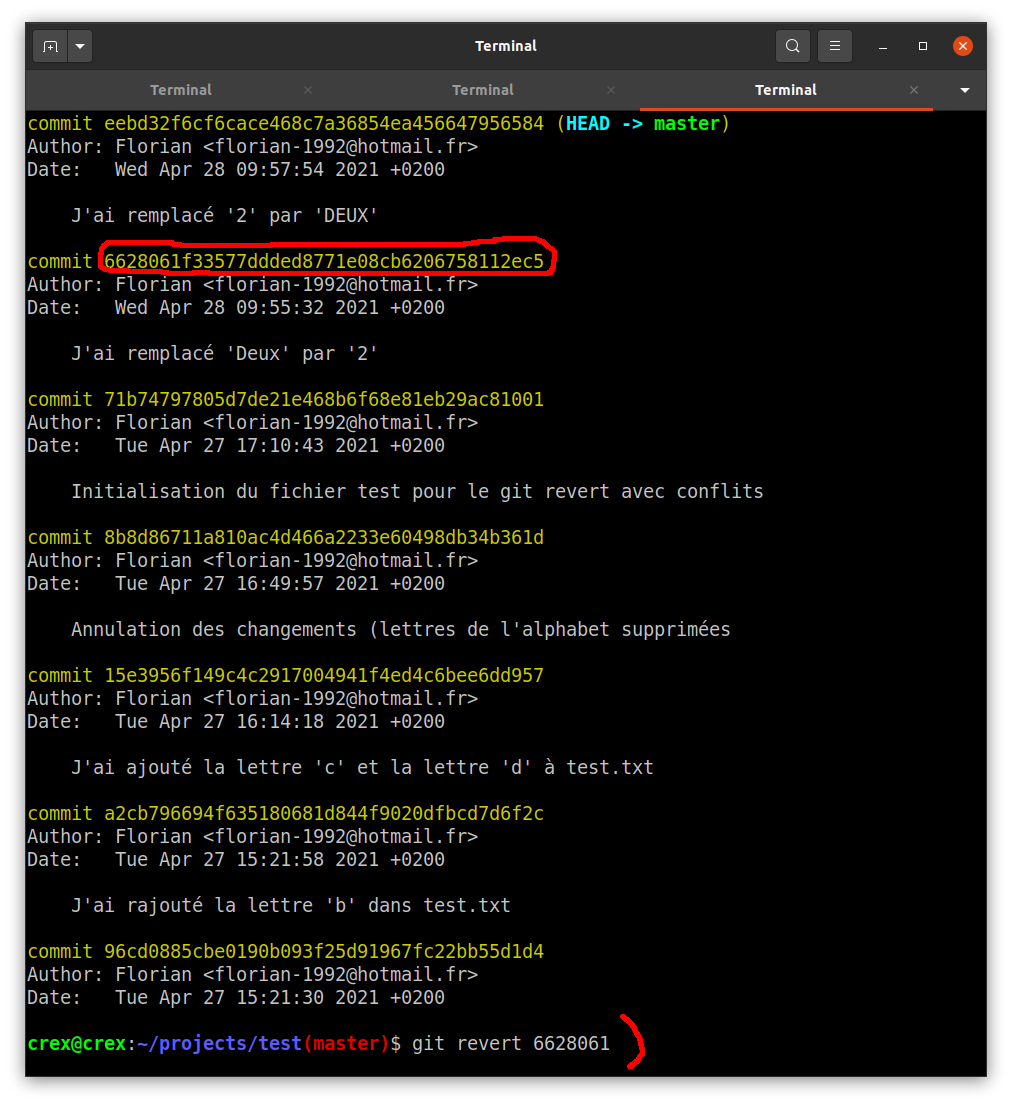 Terminal
Terminal Terminal Terminal
commit eebd32f6cf6cace468c7a36854ea456647956584 (HEAD -> master)
Author: Florian <florian-1992@hotmail.fr>
Date:   Wed Apr 28 09:57:54 2021 +0200
J'ai remplacé '2' par 'DEUX'
commit 6628061f33577ddded8771e08cb6206758112ec5
Author: Florian <florian-1992@hotmail.fr>
Date:   Wed Apr 28 09:55:32 2021 +0200
J'ai remplacé 'Deux' par '2'
commit 71b74797805d7de21e468b6f68e81eb29ac81001
Author: Florian <florian-1992@hotmail.fr>
Date:   Tue Apr 27 17:10:43 2021 +0200
Initialisation du fichier test pour le git revert avec conflits
commit 8b8d86711a810ac4d466a2233e60498db34b361d
Author: Florian <florian-1992@hotmail.fr>
Date:   Tue Apr 27 16:49:57 2021 +0200
Annulation des changements (lettres de l'alphabet supprimées
commit 15e3956f149c4c2917004941f4ed4c6bee6dd957
Author: Florian <florian-1992@hotmail.fr>
Date:   Tue Apr 27 16:14:18 2021 +0200
J'ai ajouté la lettre 'c' et la lettre 'd' à test.txt
commit a2cb796694f635180681d844f9020dfbcd7d6f2c
Author: Florian <florian-1992@hotmail.fr>
Date:   Tue Apr 27 15:21:58 2021 +0200
J'ai rajouté la lettre 'b' dans test.txt
commit 96cd0885cbe0190b093f25d91967fc22bb55d1d4
Author: Florian <florian-1992@hotmail.fr>
Date:   Tue Apr 27 15:21:30 2021 +0200
crex@crex:~/projects/test(master)$ git revert 6628061